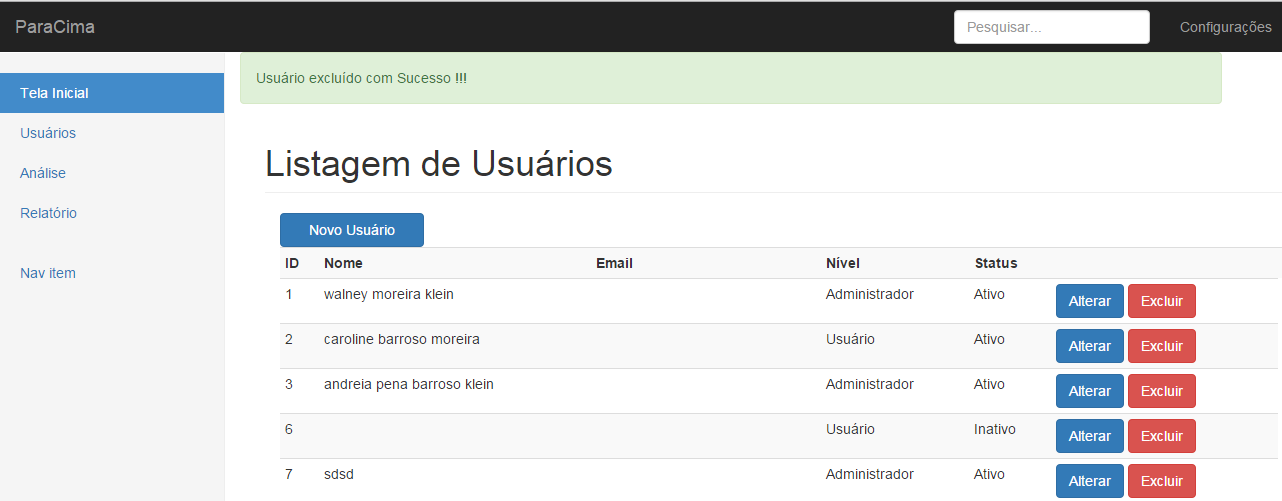 ParaCima Pesquisar... Configurações
Usuário excluído com Sucesso !!!
Tela Inicial
Usuários
Análise
Relatório
Nav item
Listagem de Usuários
Novo Usuário
ID Nome Email Nível Status
1 walney moreira klein Administrador Ativo Alterar Excluir
2 caroline barroso moreira Usuário Ativo Alterar Excluir
3 andreia pena barroso klein Administrador Ativo Alterar Excluir
6 Usuário Inativo Alterar Excluir
7 sdsd Administrador Ativo Alterar Excluir